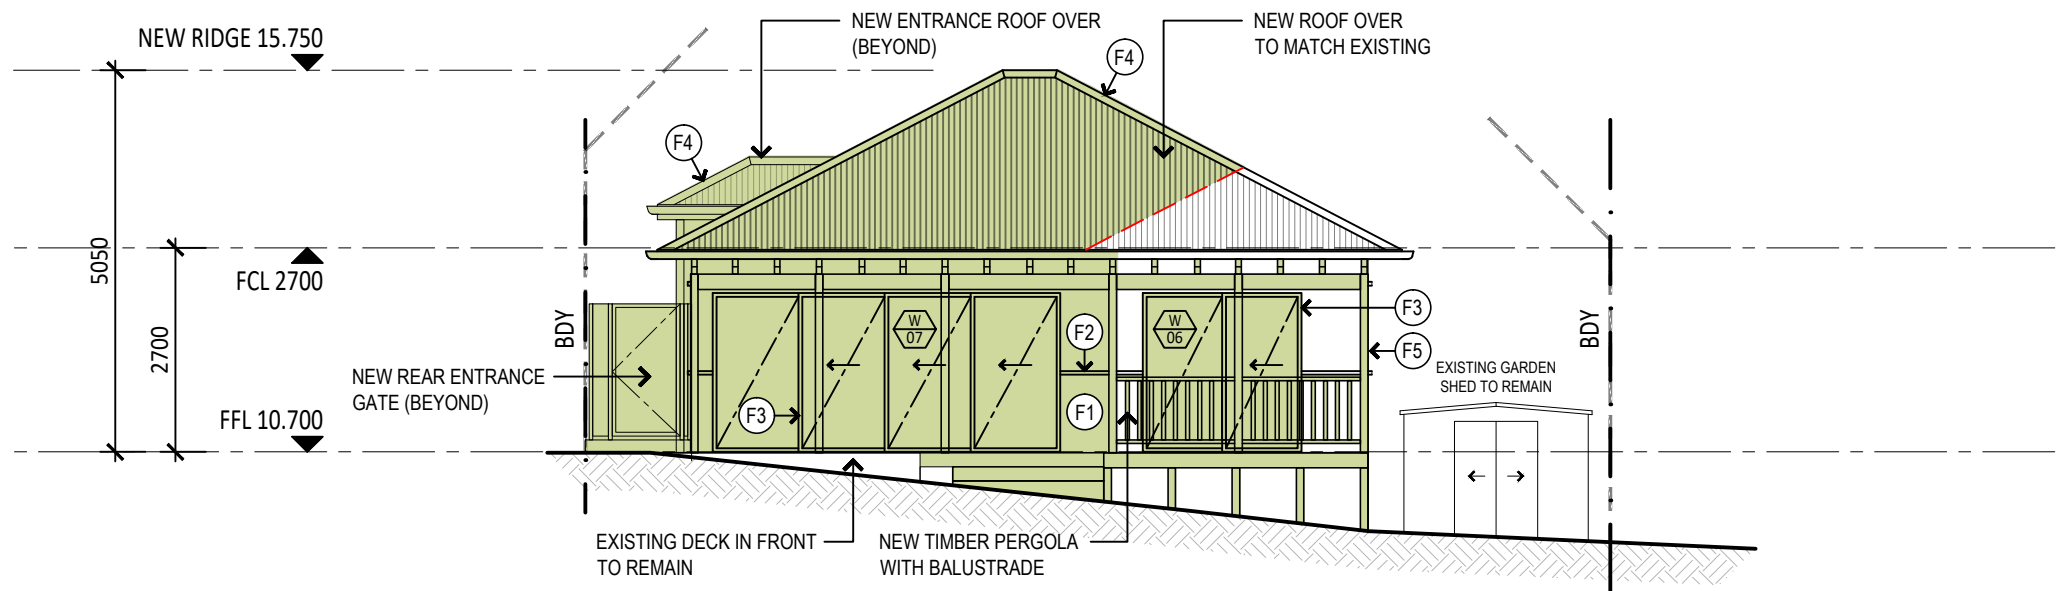 NEW RIDGE 15.750
NEW ENTRANCE ROOF OVER
(BEYOND)
NEW ROOF OVER
TO MATCH EXISTING
F4
F4
5050
FCL 2700
2700
BDY
BDY
W
07
W
06
F2
F3
F5
F3
F1
NEW REAR ENTRANCE
GATE (BEYOND)
EXISTING GARDEN
SHED TO REMAIN
FFL 10.700
EXISTING DECK IN FRONT
TO REMAIN
NEW TIMBER PERGOLA
WITH BALUSTRADE